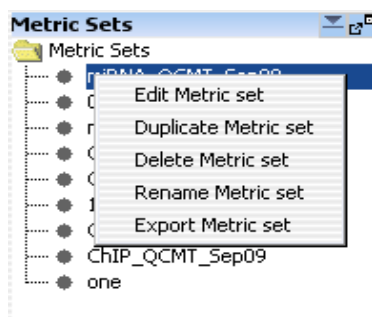 Metric Sets
Metric Sets
Edit Metric set
Duplicate Metric set
Delete Metric set
Rename Metric set
Export Metric set
ChIP_QCMT_Sep09
one